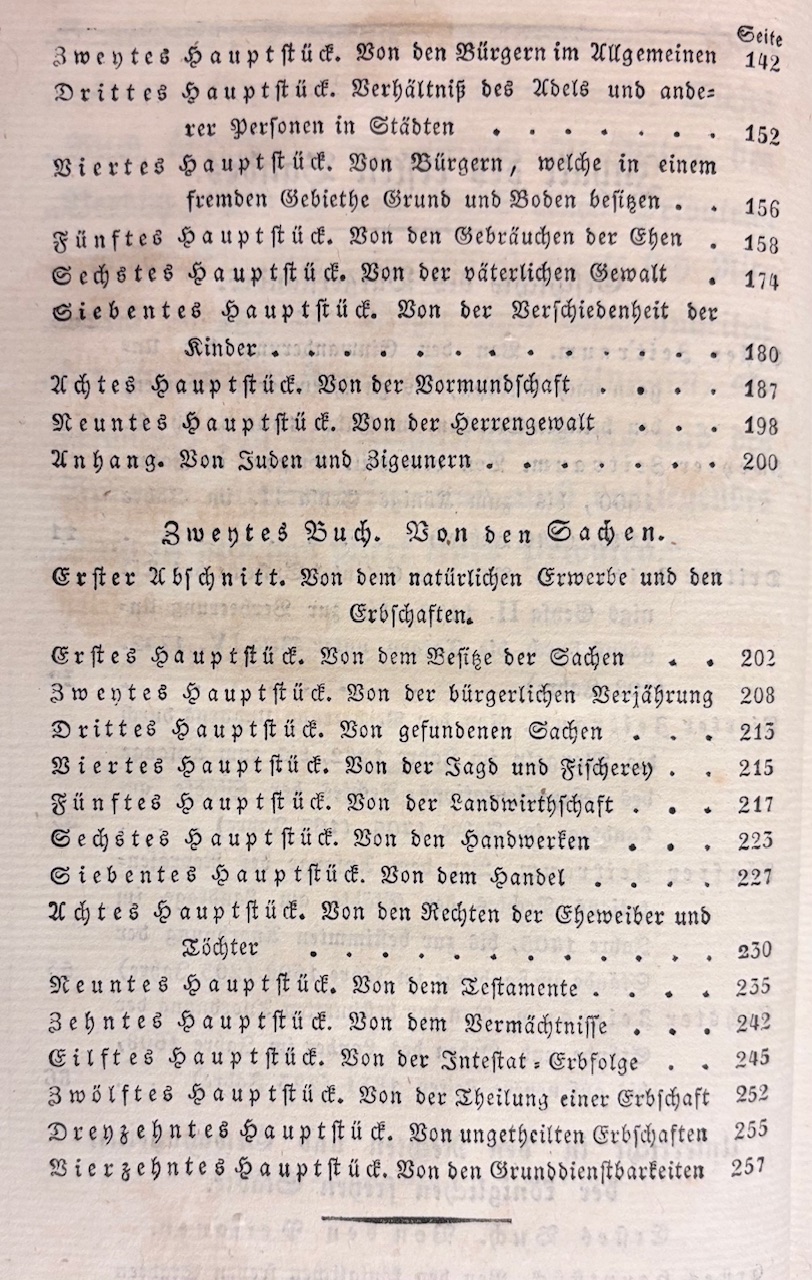 Seite
Zweytes Hauptstück. Von den Bürgern im Allgemeinen 142
Drittes Hauptstück. Verhältniß des Adels und ande=
rer Personen in Städten . . . . . . . 152
Viertes Hauptstück. Von Bürgern, welche in einem
fremden Gebiethe Grund und Boden besitzen . . 156
Fünftes Hauptstück. Von den Gebräuchen der Ehen . 158
Sechstes Hauptstück. Von der väterlichen Gewalt . 174
Siebentes Hauptstück. Von der Verschiedenheit der
Kinder . . . . . . . . . . . . . 180
Achtes Hauptstück. Von der Vormundschaft . . . . 187
Neuntes Hauptstück. Von der Herrengewalt . . . 198
Anhang. Von Juden und Zigeunern . . . . . . . 200
Zweytes Buch. Von den Sachen.
Erster Abschnitt. Von dem natürlichen Erwerbe und den
Erbschaften.
Erstes Hauptstück. Von dem Besitze der Sachen . . 202
Zweytes Hauptstück. Von der bürgerlichen Verjährung 208
Drittes Hauptstück. Von gefundenen Sachen . . . 213
Viertes Hauptstück. Von der Jagd und Fischerey . . 215
Fünftes Hauptstück. Von der Landwirthschaft . . . 217
Sechstes Hauptstück. Von den Handwerken . . . 223
Siebentes Hauptstück. Von dem Handel . . . . 227
Achtes Hauptstück. Von den Rechten der Eheweiber und
Töchter . . . . . . . . . . . . 230
Neuntes Hauptstück. Von dem Testamente . . . . 235
Zehntes Hauptstück. Von dem Vermächtnisse . . . 242
Eilftes Hauptstück. Von der Intestat=Erbfolge . . 245
Zwölftes Hauptstück. Von der Theilung einer Erbschaft 252
Dreyzehntes Hauptstück. Von ungetheilten Erbschaften 255
Vierzehntes Hauptstück. Von den Grunddienstbarkeiten 257